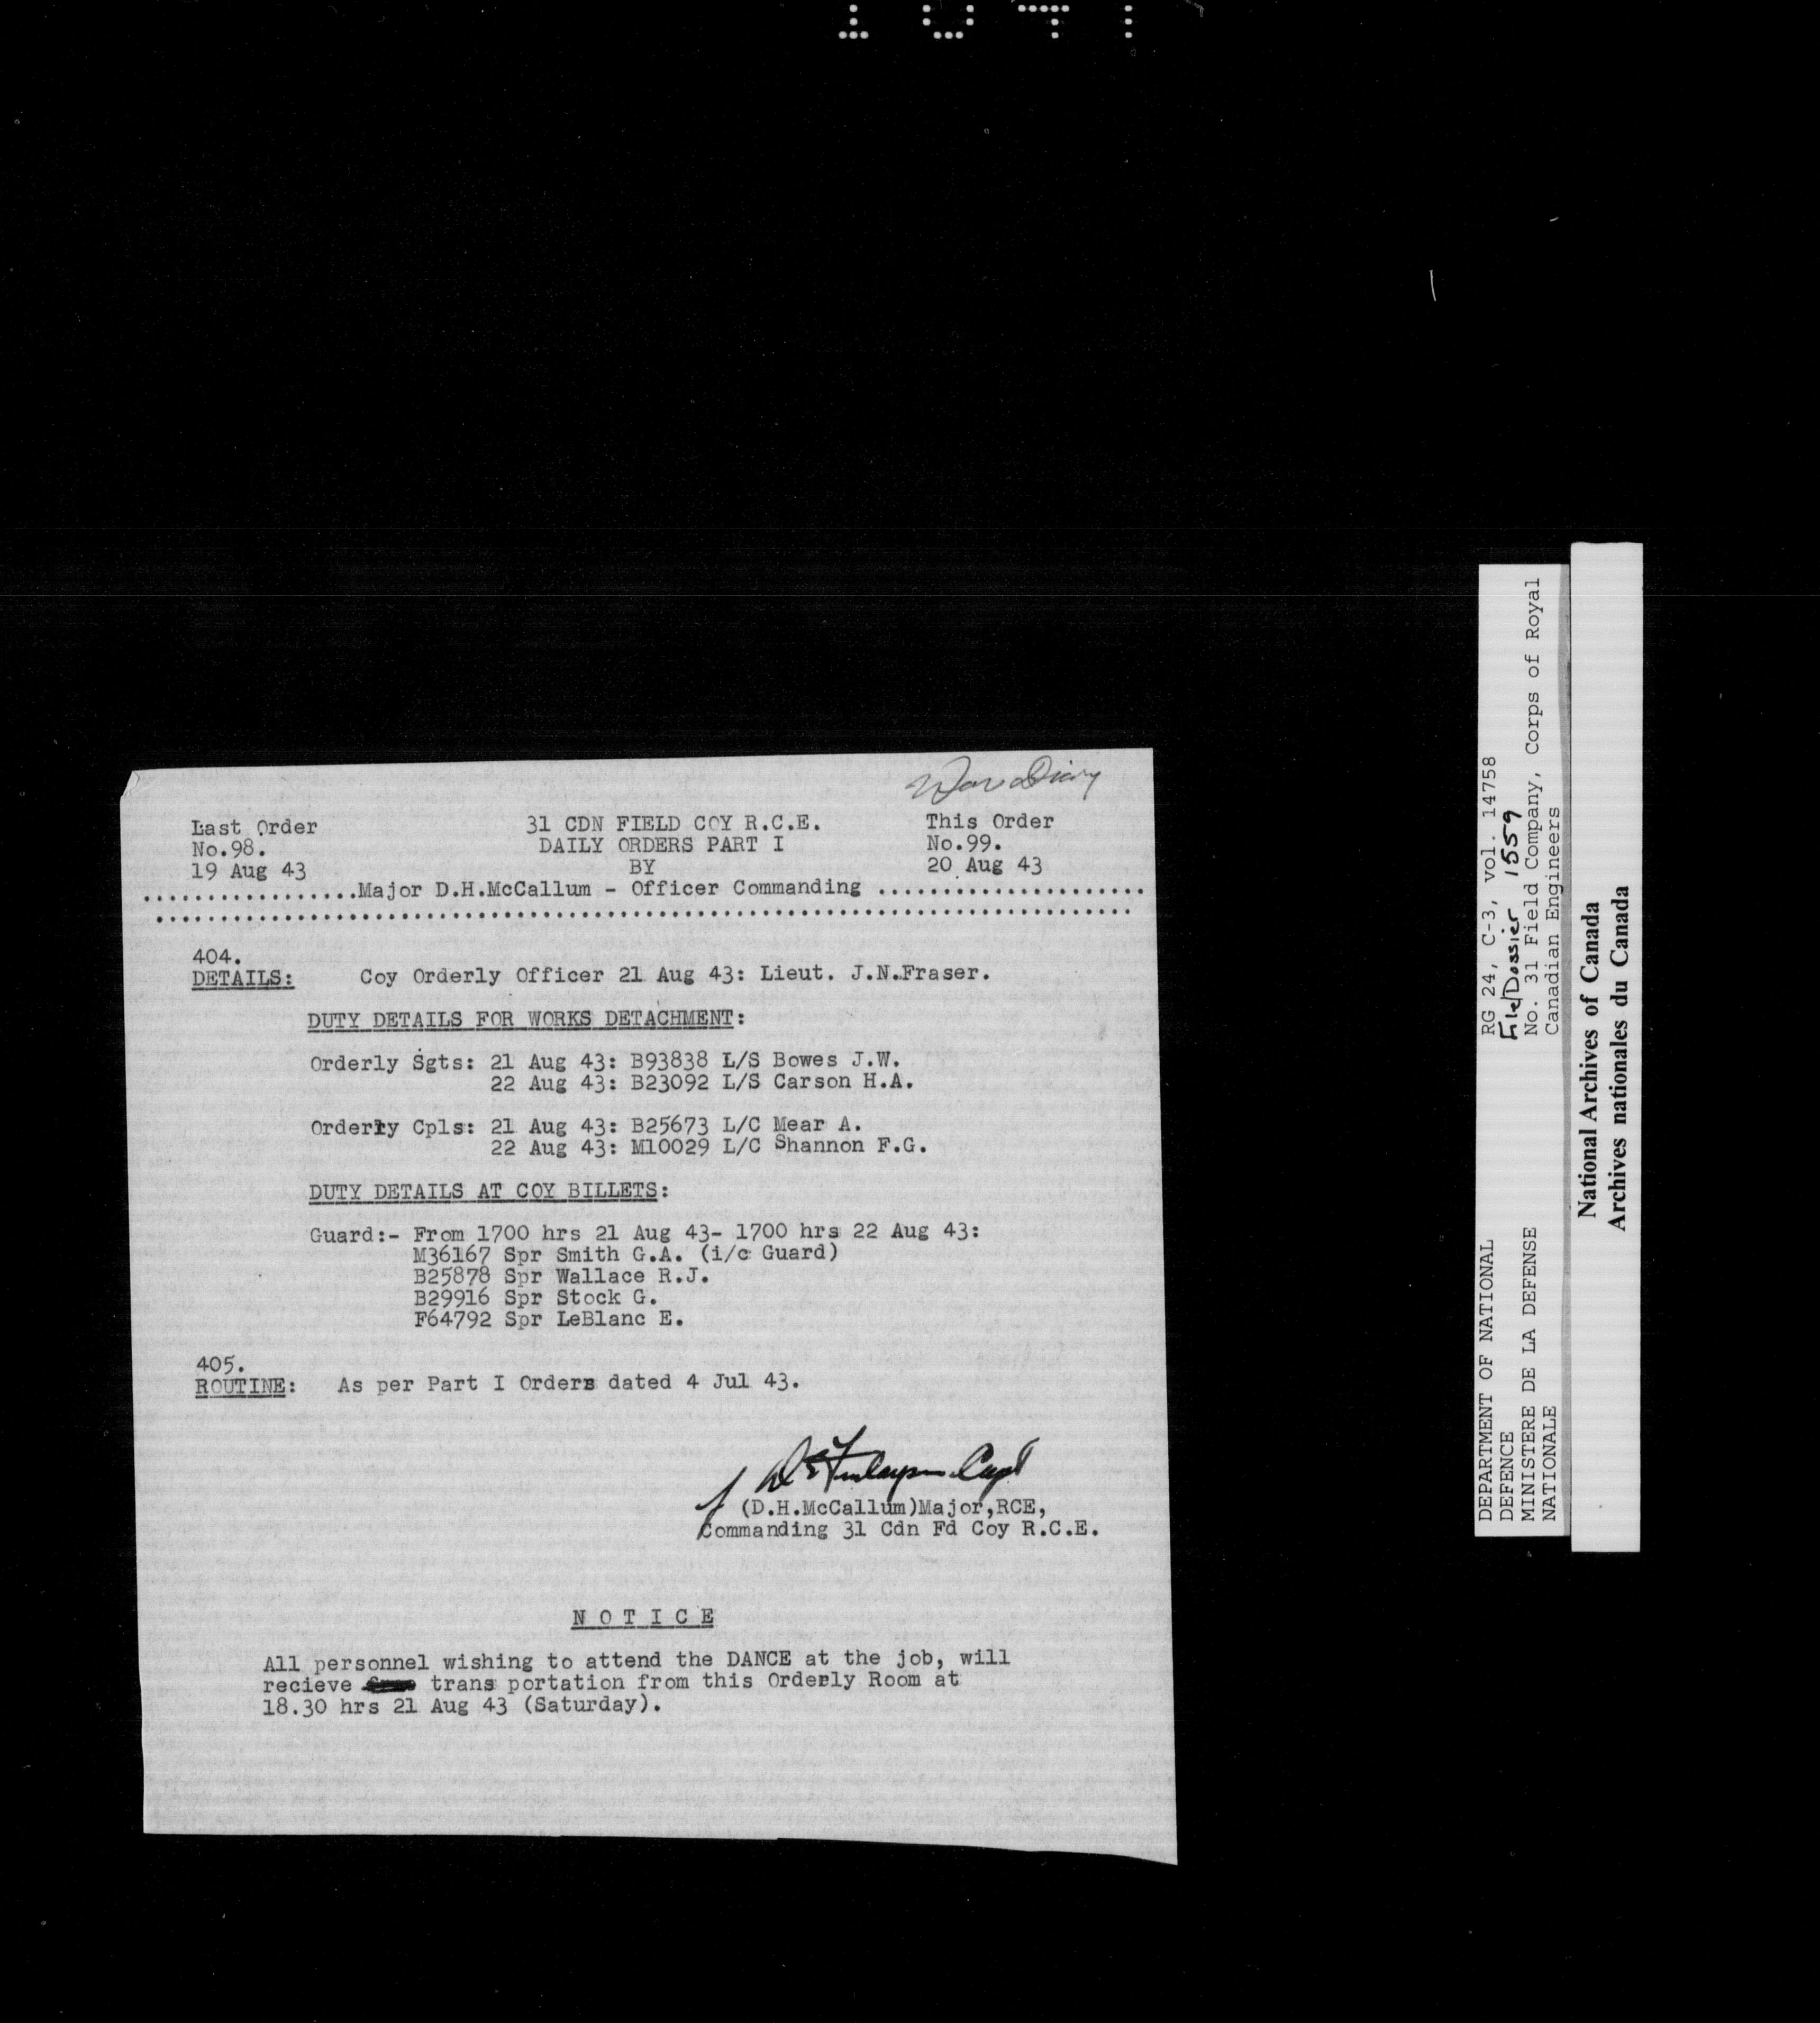 War Diary
Last Order 31 CDN FIELD COY R.C.E. This Order
No.98. DAILY ORDERS PART I No.99.
19 Aug 43 BY 20 Aug 43
.................Major D.H.McCallum - Officer Commanding .....................
...........................................................................
404.
DETAILS: Coy Orderly Officer 21 Aug 43: Lieut. J.N.Fraser.
DUTY DETAILS FOR WORKS DETACHMENT:
Orderly Sgts: 21 Aug 43: B93838 L/S Bowes J.W.
22 Aug 43: B23092 L/S Carson H.A.
Orderly Cpls: 21 Aug 43: B25673 L/C Mear A.
22 Aug 43: M10029 L/C Shannon F.G.
DUTY DETAILS AT COY BILLETS:
Guard:- From 1700 hrs 21 Aug 43- 1700 hrs 22 Aug 43:
M36167 Spr Smith G.A. (i/c Guard)
B25878 Spr Wallace R.J.
B29916 Spr Stock G.
F64792 Spr LeBlanc E.
405.
ROUTINE: As per Part I Orders dated 4 Jul 43.
Capt
(D.H.McCallum)Major,RCE,
Commanding 31 Cdn Fd Coy R.C.E.
N O T I C E
All personnel wishing to attend the DANCE at the job, will
recieve trans portation from this Orderly Room at
18.30 hrs 21 Aug 43 (Saturday).
DEPARTMENT OF NATIONAL RG 24, C-3, vol. 14758
DEFENCE File/Dossier 1559
MINISTERE DE LA DEFENSE No. 31 Field Company, Corps of Royal
NATIONALE Canadian Engineers
National Archives of Canada
Archives nationales du Canada